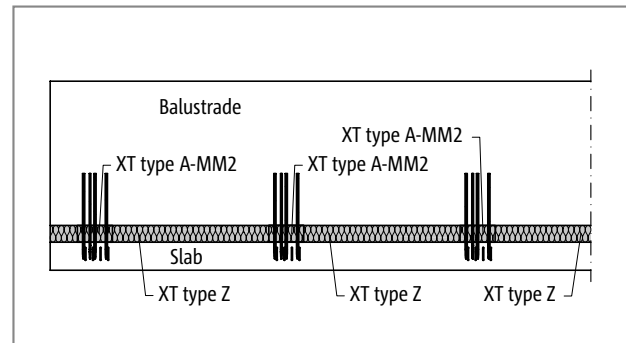 Balustrade
XT type A-MM2
XT type A-MM2
XT type A-MM2
Slab
XT type Z
XT type Z
XT type Z